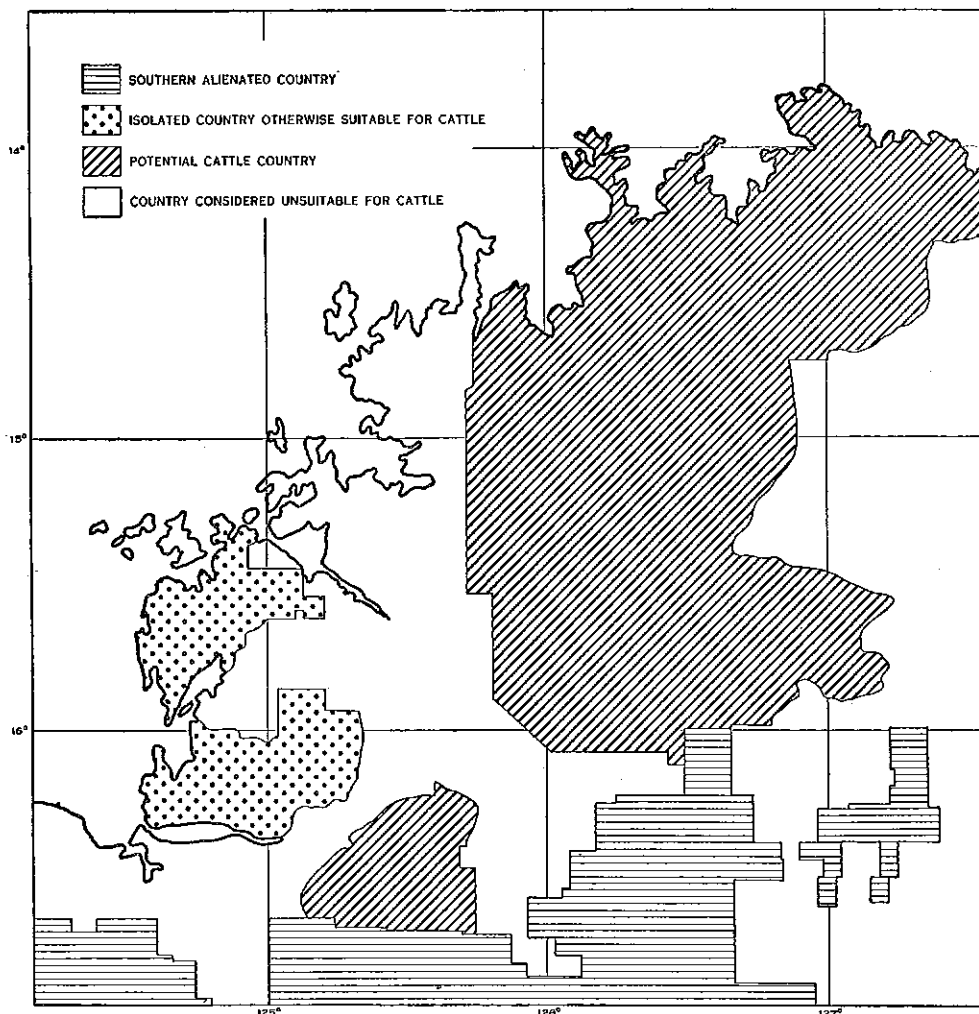 SOUTHERN ALIENATED COUNTRY
ISOLATED COUNTRY OTHERWISE SUITABLE FOR CATTLE
POTENTIAL CATTLE COUNTRY
COUNTRY CONSIDERED UNSUITABLE FOR CATTLE
14°
15°
16°
125° 126° 127°